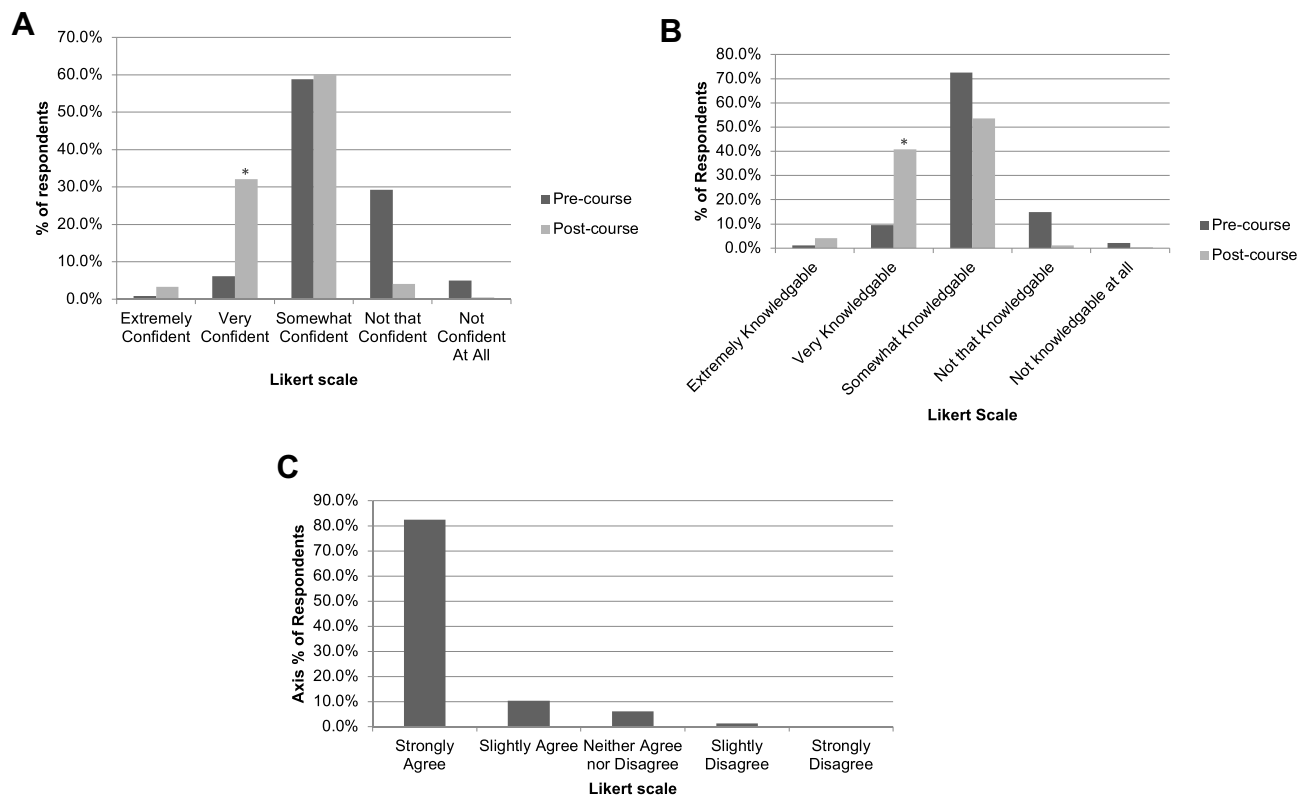 A
70.0%
60.0%
50.0%
40.0%
30.0%
20.0%
10.0%
0.0%
% of respondents
*
Extremely Confident
Very Confident
Somewhat Confident
Not that Confident
Not Confident At All
Likert scale
Pre-course
Post-course
B
80.0%
70.0%
60.0%
50.0%
40.0%
30.0%
20.0%
10.0%
0.0%
% of Respondents
*
Extremely Knowledgable
Very Knowledgable
Somewhat Knowledgable
Not that Knowledgable
Not knowledgable at all
Likert Scale
Pre-course
Post-course
C
90.0%
80.0%
70.0%
60.0%
50.0%
40.0%
30.0%
20.0%
10.0%
0.0%
Axis % of Respondents
Strongly Agree
Slightly Agree
Neither Agree nor Disagree
Slightly Disagree
Strongly Disagree
Likert scale